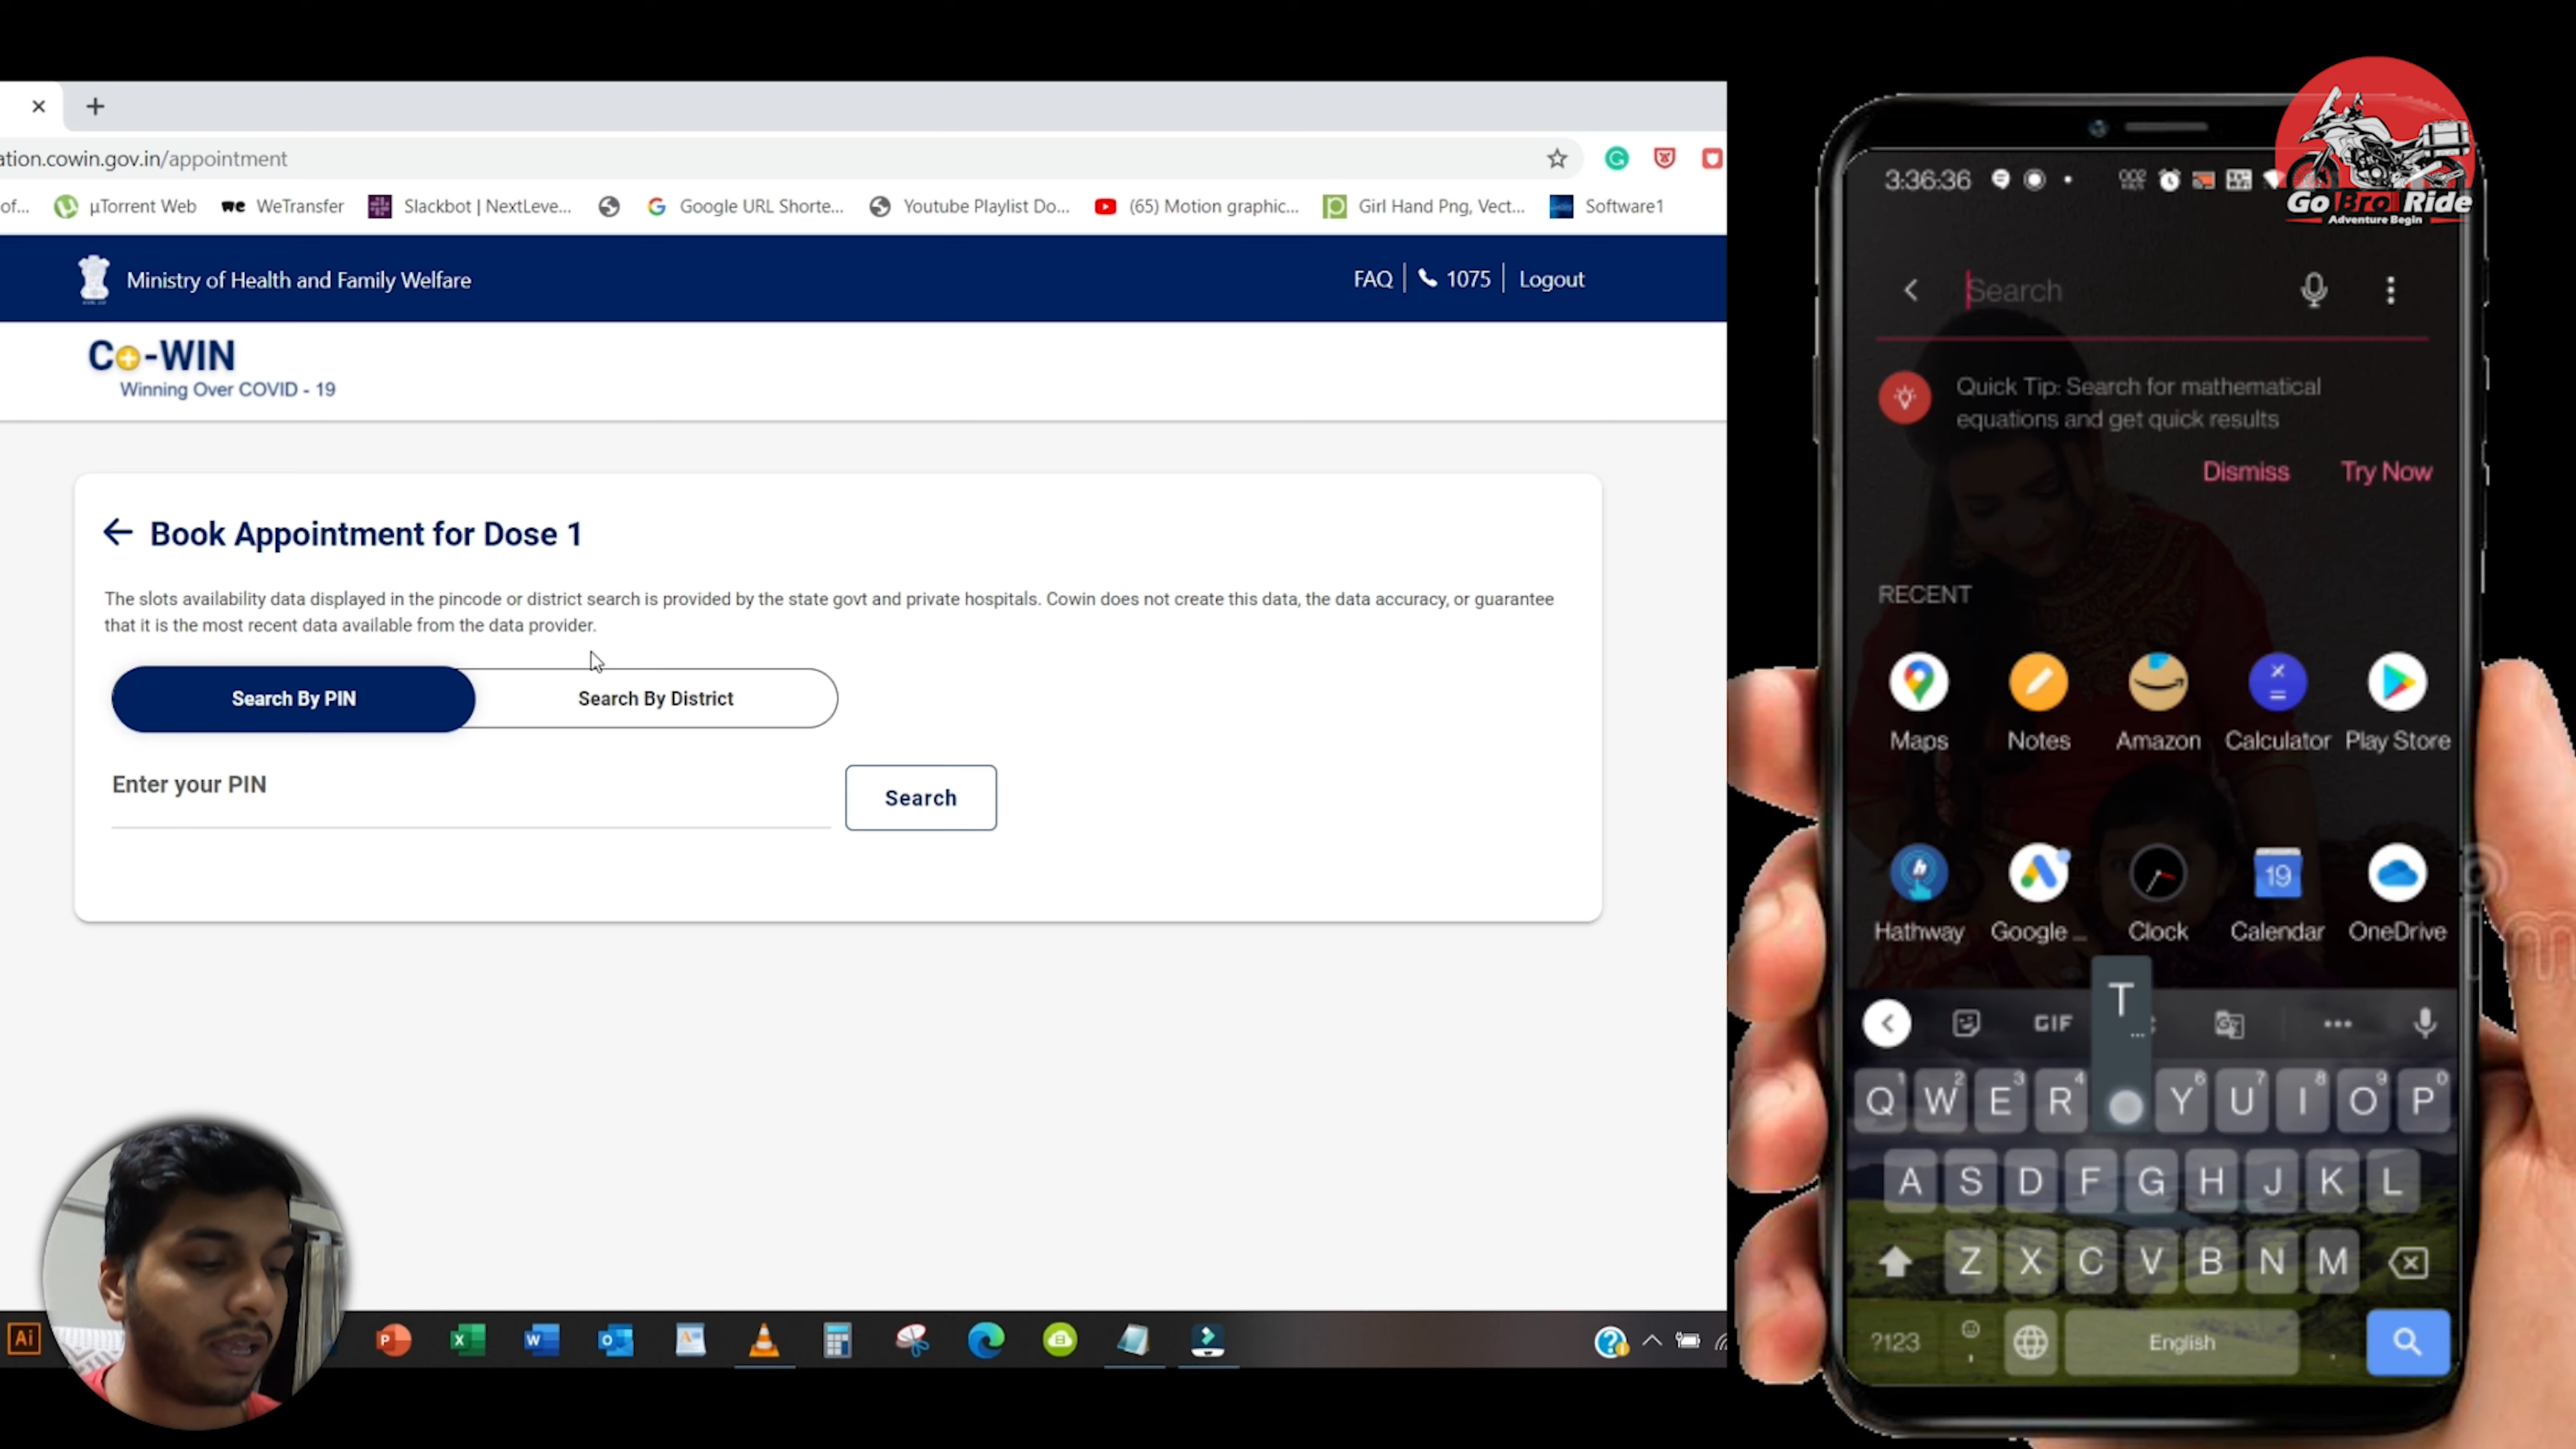 ation.cowin.gov.in/appointment
of...
µTorrent Web
we WeTransfer
Slackbot | NextLeve...
Google URL Shorte...
Youtube Playlist Do...
(65) Motion graphic...
Girl Hand Png, Vect...
Software1
Ministry of Health and Family Welfare
FAQ
1075
Logout
Co-WIN
Winning Over COVID - 19
Book Appointment for Dose 1
The slots availability data displayed in the pincode or district search is provided by the state govt and private hospitals. Cowin does not create this data, the data accuracy, or guarantee
that it is the most recent data available from the data provider.
Search By PIN
Search By District
Enter your PIN
Search
Ai
Go Bro Ride
Adventure Begin
3:36:36
Search
Quick Tip: Search for mathematical
equations and get quick results
Dismiss
Try Now
RECENT
Maps
Notes
Amazon
Calculator
Play Store
19
Hathway
Google ...
Clock
Calendar
OneDrive
T
GIF
Q W E R Y U I O P
A S D F G H J K L
Z X C V B N M
?123
English